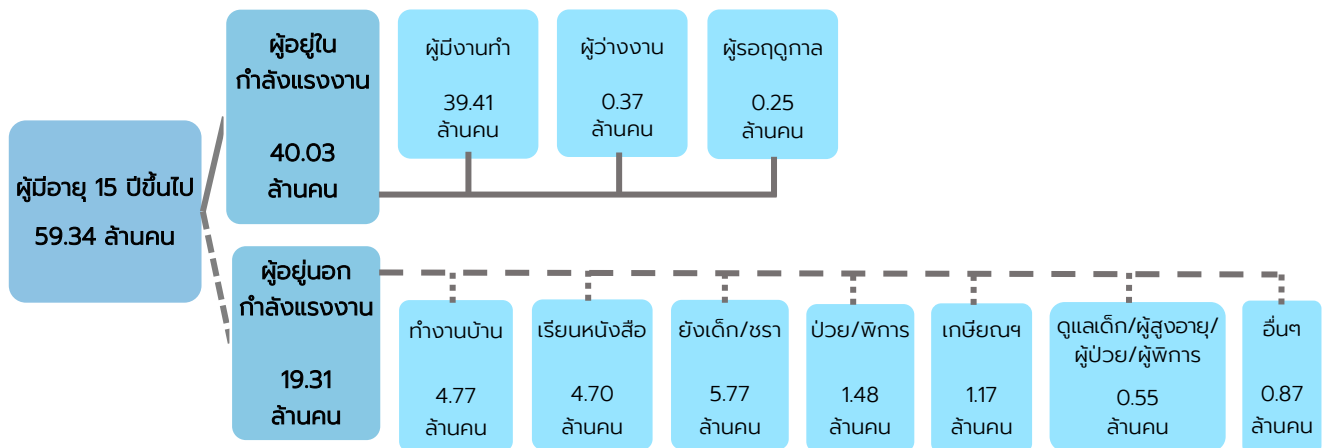 ผู้มีอายุ 15 ปีขึ้นไป
59.34 ล้านคน
ผู้อยู่ใน
กำลังแรงงาน
40.03
ล้านคน
ผู้มีงานทำ
39.41
ล้านคน
ผู้ว่างงาน
0.37
ล้านคน
ผู้รอฤดูกาล
0.25
ล้านคน
ผู้อยู่นอก
กำลังแรงงาน
19.31
ล้านคน
ทำงานบ้าน
4.77
ล้านคน
เรียนหนังสือ
4.70
ล้านคน
ยังเด็ก/ชรา
5.77
ล้านคน
ป่วย/พิการ
1.48
ล้านคน
เกษียณฯ
1.17
ล้านคน
ดูแลเด็ก/ผู้สูงอายุ/
ผู้ป่วย/ผู้พิการ
0.55
ล้านคน
อื่นๆ
0.87
ล้านคน